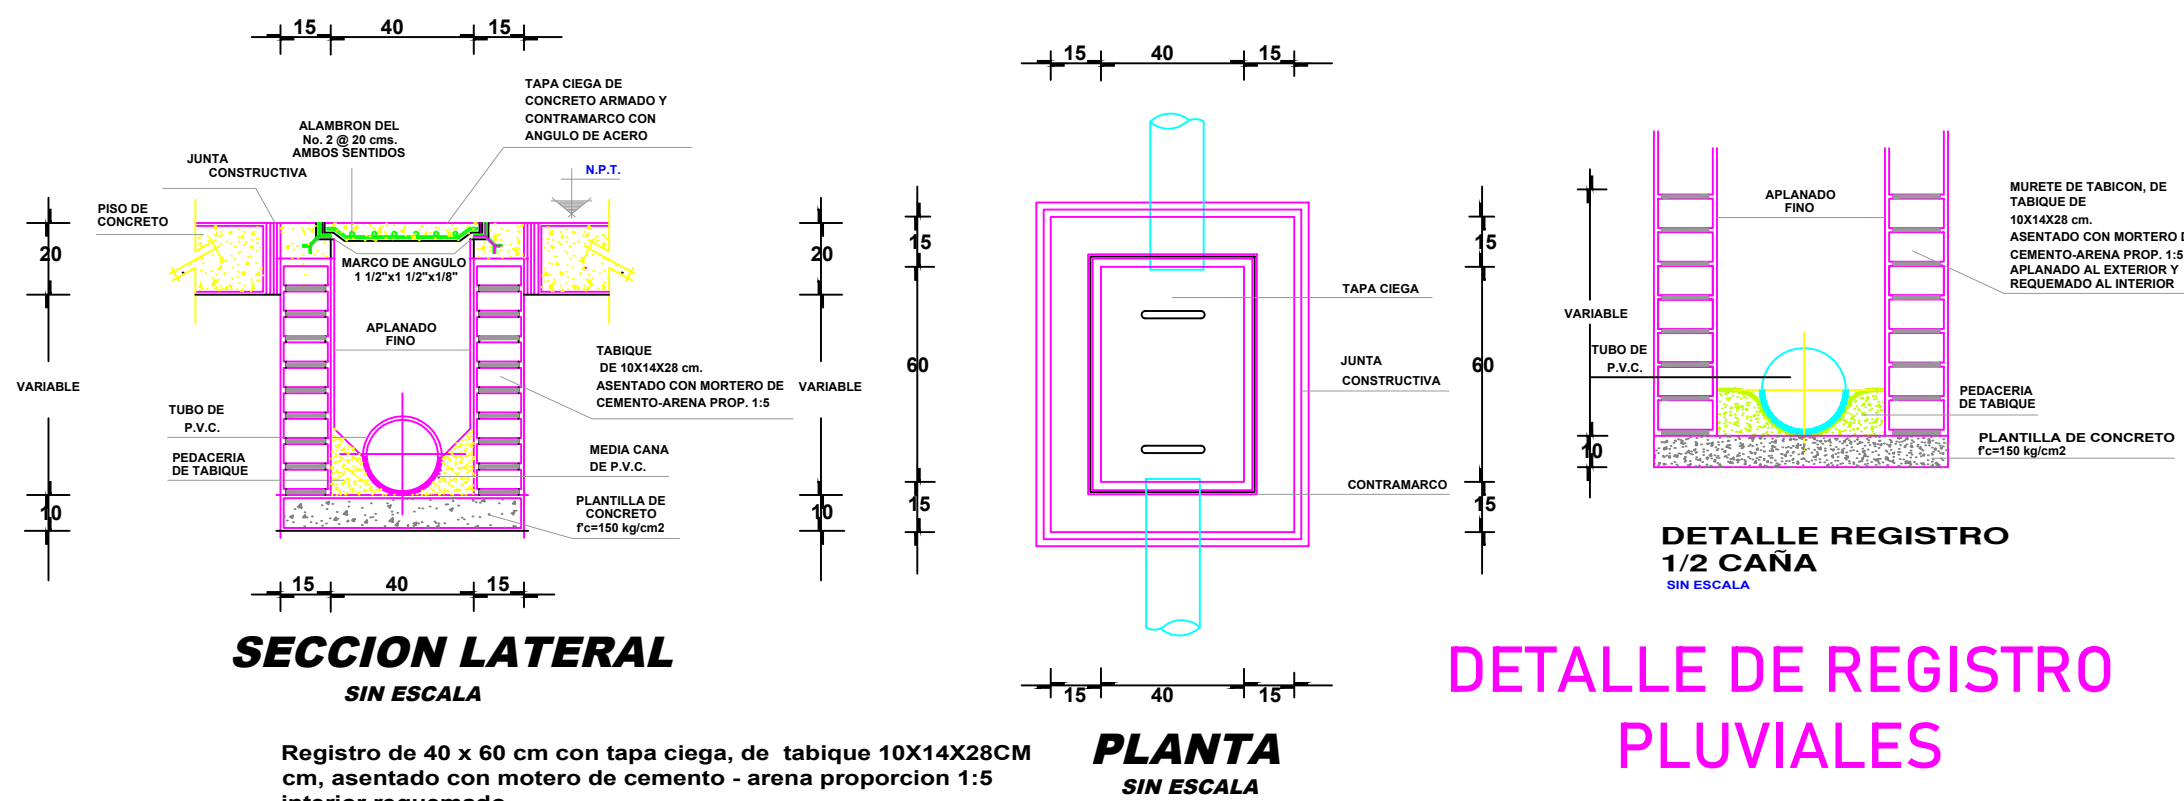 15 40 15
TAPA CIEGA DE
CONCRETO ARMADO Y
CONTRAMARCO CON
ANGULO DE ACERO
ALAMBRON DEL
No. 2 @ 20 cms.
AMBOS SENTIDOS
JUNTA
CONSTRUCTIVA
N.P.T.
PISO DE
CONCRETO
20
20
MARCO DE ANGULO
1 1/2"x1 1/2"x1/8"
APLANADO
FINO
TABIQUE
DE 10X14X28 cm.
ASENTADO CON MORTERO DE
CEMENTO-ARENA PROP. 1:5
VARIABLE
VARIABLE
TUBO DE
P.V.C.
PEDACERIA
DE TABIQUE
MEDIA CANA
DE P.V.C.
PLANTILLA DE
CONCRETO
f'c=150 kg/cm2
10
10
15 40 15
SECCION LATERAL
SIN ESCALA
Registro de 40 x 60 cm con tapa ciega, de tabique 10X14X28CM
cm, asentado con motero de cemento - arena proporcion 1:5
interior requemado
15 40 15
15
15
60
60
15
15
TAPA CIEGA
JUNTA
CONSTRUCTIVA
CONTRAMARCO
15 40 15
PLANTA
SIN ESCALA
APLANADO
FINO
MURETE DE TABICON, DE
TABIQUE DE
10X14X28 cm.
ASENTADO CON MORTERO D
CEMENTO-ARENA PROP. 1:5
APLANADO AL EXTERIOR Y
REQUEMADO AL INTERIOR
VARIABLE
TUBO DE
P.V.C.
PEDACERIA
DE TABIQUE
10
PLANTILLA DE CONCRETO
f'c=150 kg/cm2
DETALLE REGISTRO
1/2 CAÑA
SIN ESCALA
DETALLE DE REGISTRO
PLUVIALES